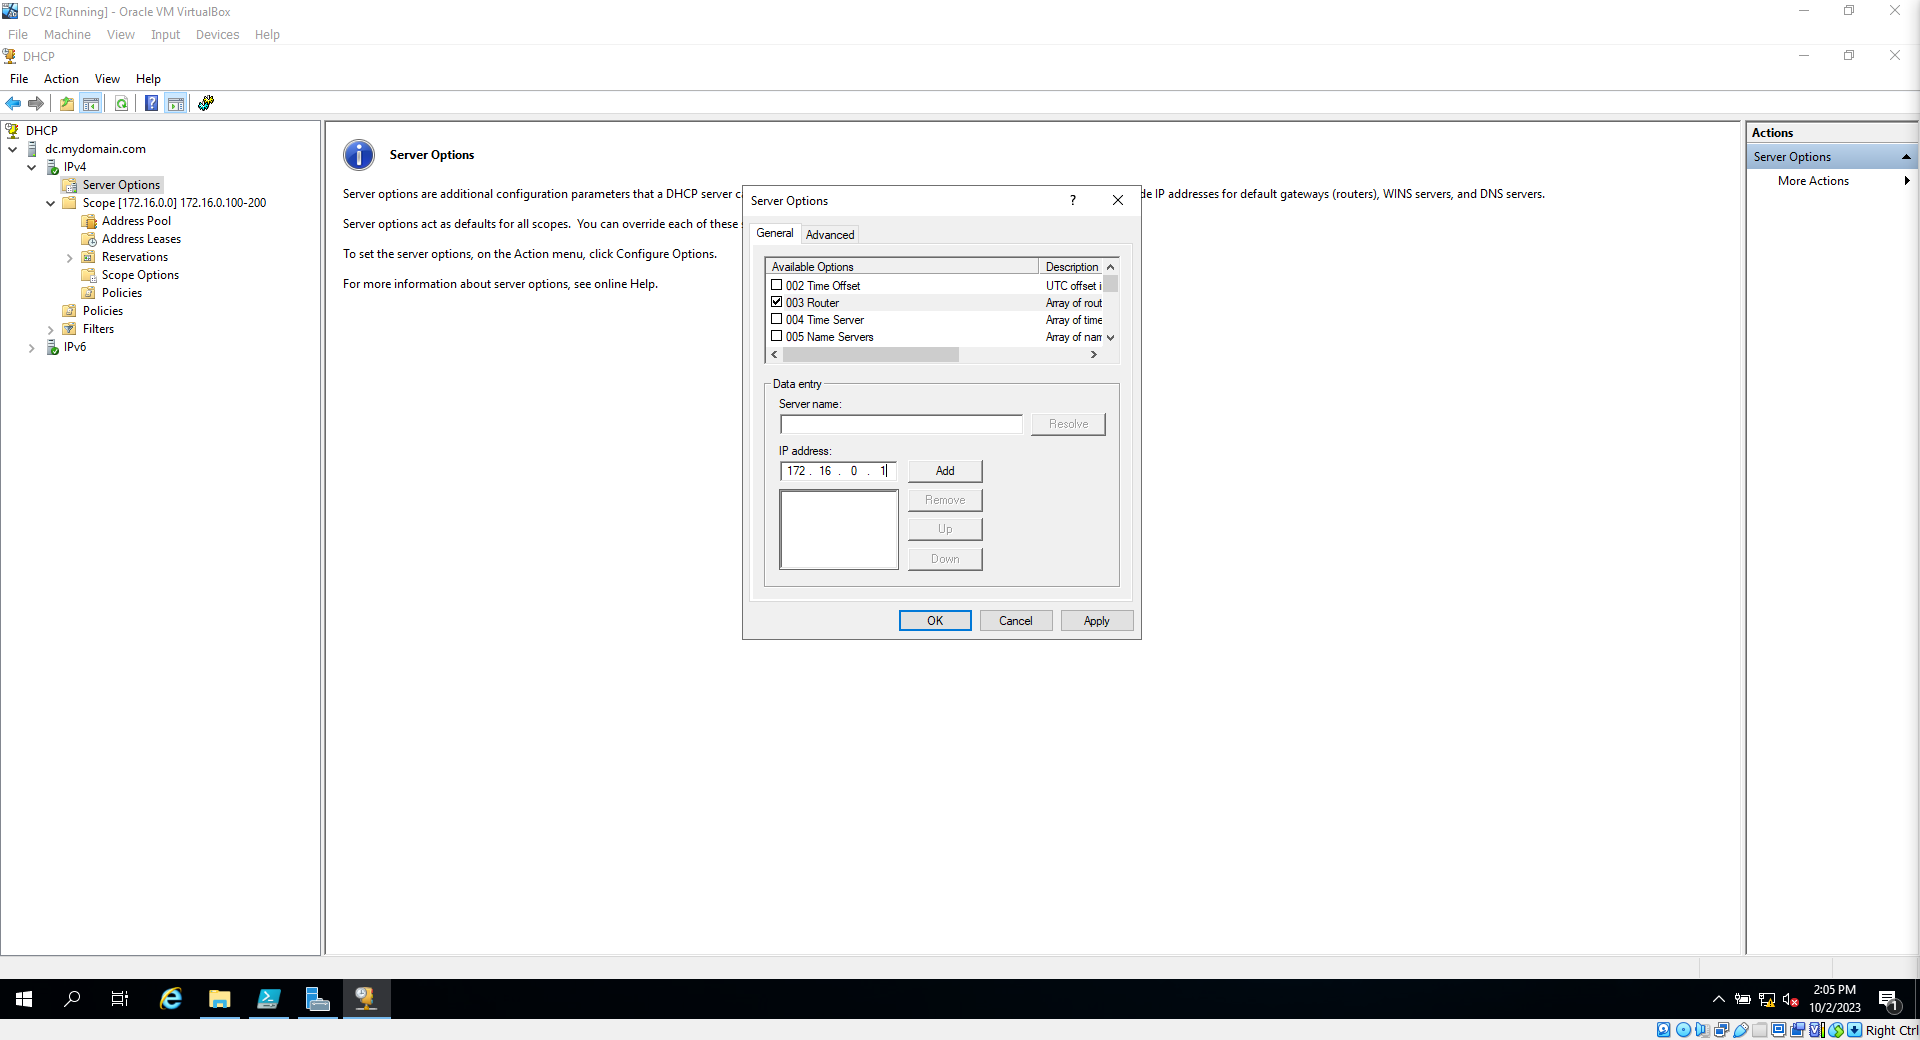 DCV2 [Running] - Oracle VM VirtualBox
File Machine View Input Devices Help
DHCP
File Action View Help
DHCP
dc.mydomain.com
IPv4
Server Options
Scope [172.16.0.0] 172.16.0.100-200
Address Pool
Address Leases
Reservations
Scope Options
Policies
Policies
Filters
IPv6
Server Options
Server options are additional configuration parameters that a DHCP server c
de IP addresses for default gateways (routers), WINS servers, and DNS servers.
Server options act as defaults for all scopes. You can override each of these
To set the server options, on the Action menu, click Configure Options.
For more information about server options, see online Help.
Server Options
?
General Advanced
Available Options Description
002 Time Offset UTC offset i
003 Router Array of rout
004 Time Server Array of time
005 Name Servers Array of nam
Data entry
Server name:
Resolve
IP address:
172 . 16 . 0 . 1
Add
Remove
Up
Down
OK Cancel Apply
Actions
Server Options
More Actions
2:05 PM
10/2/2023
1
Right Ctrl